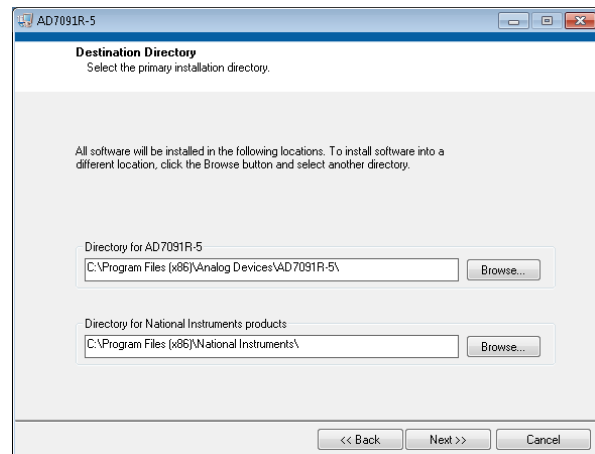 AD7091R-5
Destination Directory
Select the primary installation directory.
All software will be installed in the following locations. To install software into a
different location, click the Browse button and select another directory.
Directory for AD7091R-5
C:\Program Files (x86)\Analog Devices\AD7091R-5\
Browse...
Directory for National Instruments products
C:\Program Files (x86)\National Instruments\
Browse...
<< Back
Next >>
Cancel